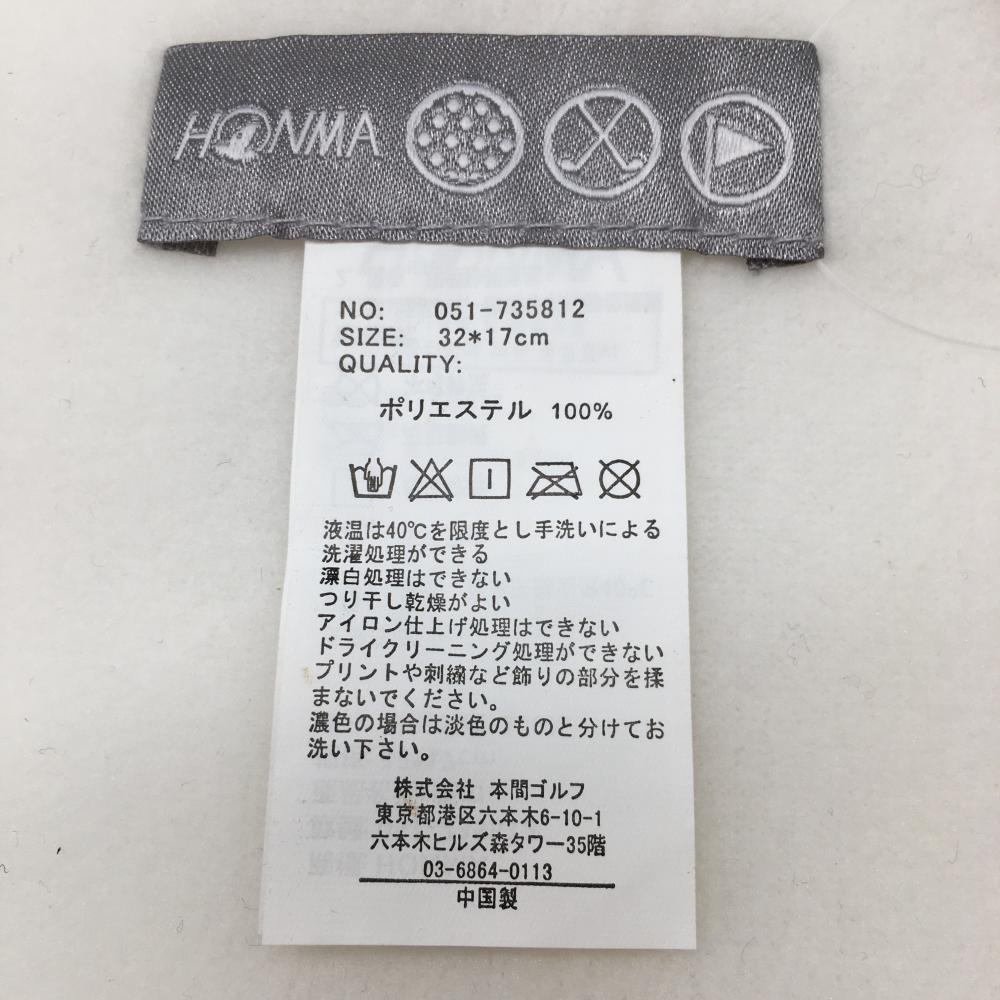 HONMA
NO: 051-735812
SIZE: 32*17cm
QUALITY:
ポリエステル 100%
液温は40℃を限度とし手洗いによる
洗濯処理ができる
漂白処理はできない
つり干し乾燥がよい
アイロン仕上げ処理はできない
ドライクリーニング処理ができない
プリントや刺繍など飾りの部分を揉
まないでください。
濃色の場合は淡色のものと分けてお
洗い下さい。
株式会社 本間ゴルフ
東京都港区六本木6-10-1
六本木ヒルズ森タワー35階
03-6864-0113
中国製